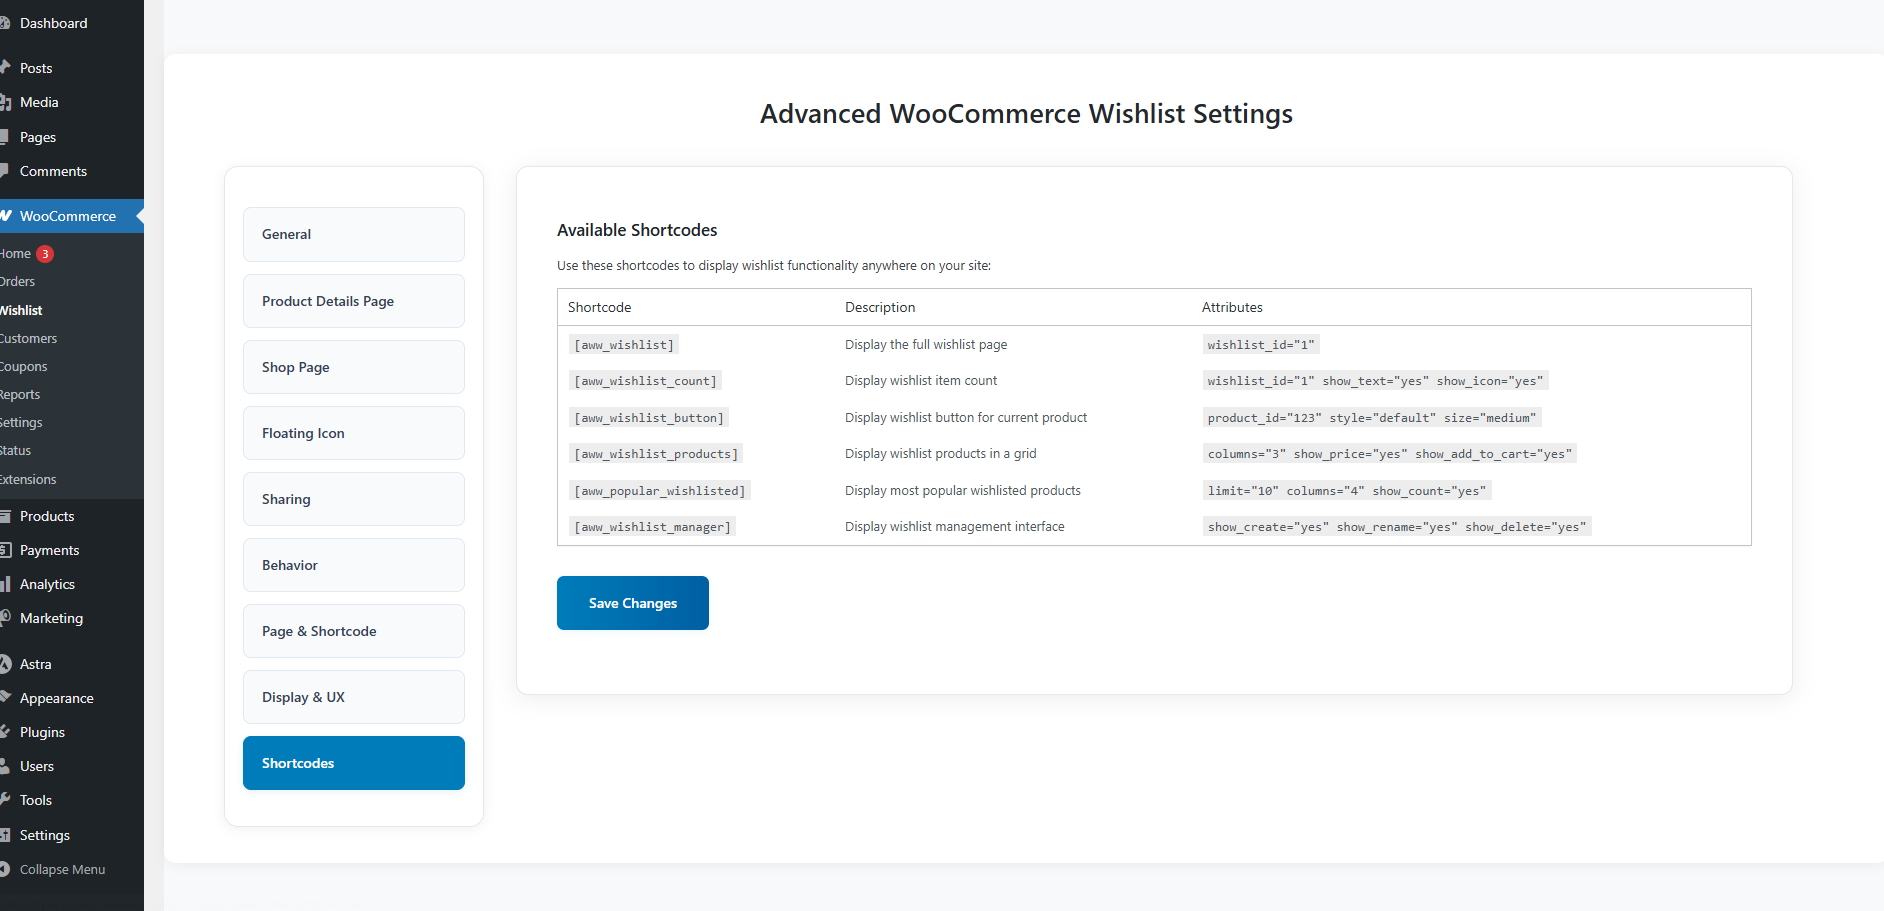 Dashboard
Posts
Media
Pages
Comments
WooCommerce
Home 3
Orders
Wishlist
Customers
Coupons
Reports
Settings
Status
Extensions
Products
Payments
Analytics
Marketing
Astra
Appearance
Plugins
Users
Tools
Settings
Collapse Menu
Advanced WooCommerce Wishlist Settings
General
Product Details Page
Shop Page
Floating Icon
Sharing
Behavior
Page & Shortcode
Display & UX
Shortcodes
Available Shortcodes
Use these shortcodes to display wishlist functionality anywhere on your site:
Shortcode Description Attributes
[aww_wishlist] Display the full wishlist page wishlist_id="1"
[aww_wishlist_count] Display wishlist item count wishlist_id="1" show_text="yes" show_icon="yes"
[aww_wishlist_button] Display wishlist button for current product product_id="123" style="default" size="medium"
[aww_wishlist_products] Display wishlist products in a grid columns="3" show_price="yes" show_add_to_cart="yes"
[aww_popular_wishlisted] Display most popular wishlisted products limit="10" columns="4" show_count="yes"
[aww_wishlist_manager] Display wishlist management interface show_create="yes" show_rename="yes" show_delete="yes"
Save Changes